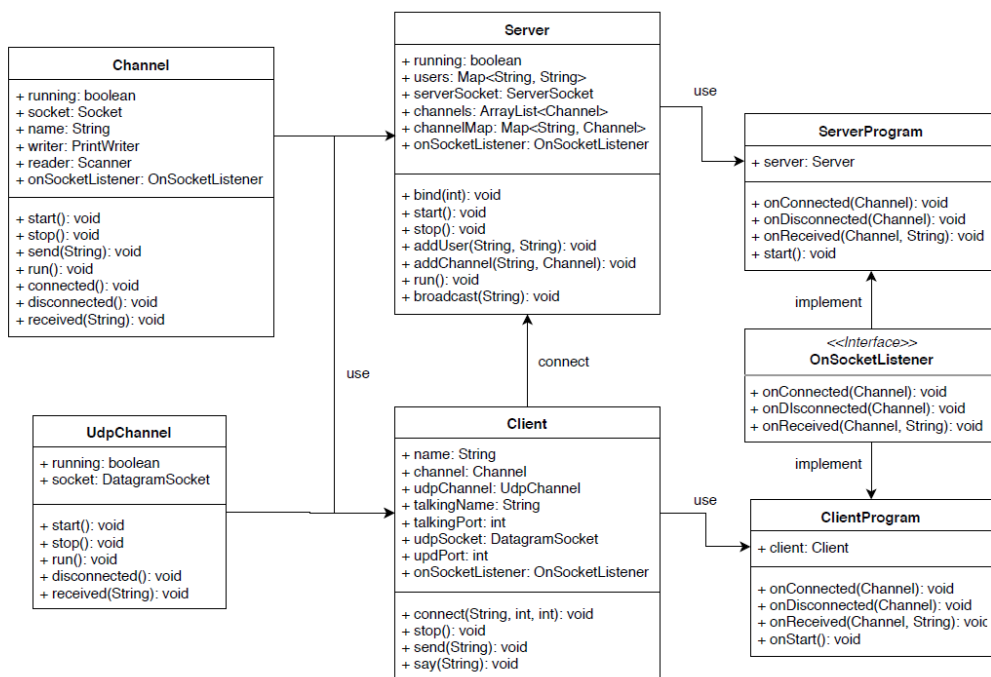 Channel
+ running: boolean
+ socket: Socket
+ name: String
+ writer: PrintWriter
+ reader: Scanner
+ onSocketListener: OnSocketListener
+ start(): void
+ stop(): void
+ send(String): void
+ run(): void
+ connected(): void
+ disconnected(): void
+ received(String): void
Server
+ running: boolean
+ users: Map<String, String>
+ serverSocket: ServerSocket
+ channels: ArrayList<Channel>
+ channelMap: Map<String, Channel>
+ onSocketListener: OnSocketListener
+ bind(int): void
+ start(): void
+ stop(): void
+ addUser(String, String): void
+ addChannel(String, Channel): void
+ run(): void
+ broadcast(String): void
use
ServerProgram
+ server: Server
+ onConnected(Channel): void
+ onDisconnected(Channel): void
+ onReceived(Channel, String): void
+ start(): void
implement
<<Interface>>
OnSocketListener
+ onConnected(Channel): void
+ onDIsconnected(Channel): void
+ onReceived(Channel, String): void
implement
connect
use
UdpChannel
+ running: boolean
+ socket: DatagramSocket
+ start(): void
+ stop(): void
+ run(): void
+ disconnected(): void
+ received(String): void
Client
+ name: String
+ channel: Channel
+ udpChannel: UdpChannel
+ talkingName: String
+ talkingPort: int
+ udpSocket: DatagramSocket
+ updPort: int
+ onSocketListener: OnSocketListener
+ connect(String, int, int): void
+ stop(): void
+ send(String): void
+ say(String): void
use
ClientProgram
+ client: Client
+ onConnected(Channel): void
+ onDisconnected(Channel): void
+ onReceived(Channel, String): void
+ onStart(): void